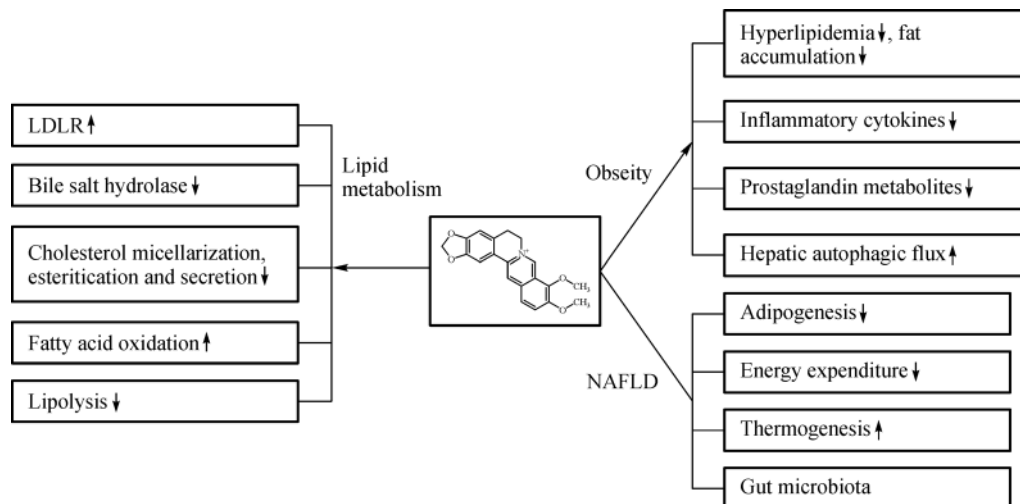 LDLR↑
Bile salt hydrolase↓
Cholesterol micellarization,
esteritication and secretion↓
Fatty acid oxidation↑
Lipolysis↓
Lipid
metabolism
O
O
N+
O
CH3
O
CH3
Obseity
NAFLD
Hyperlipidemia↓, fat
accumulation↓
Inflammatory cytokines↓
Prostaglandin metabolites↓
Hepatic autophagic flux↑
Adipogenesis↓
Energy expenditure↓
Thermogenesis↑
Gut microbiota